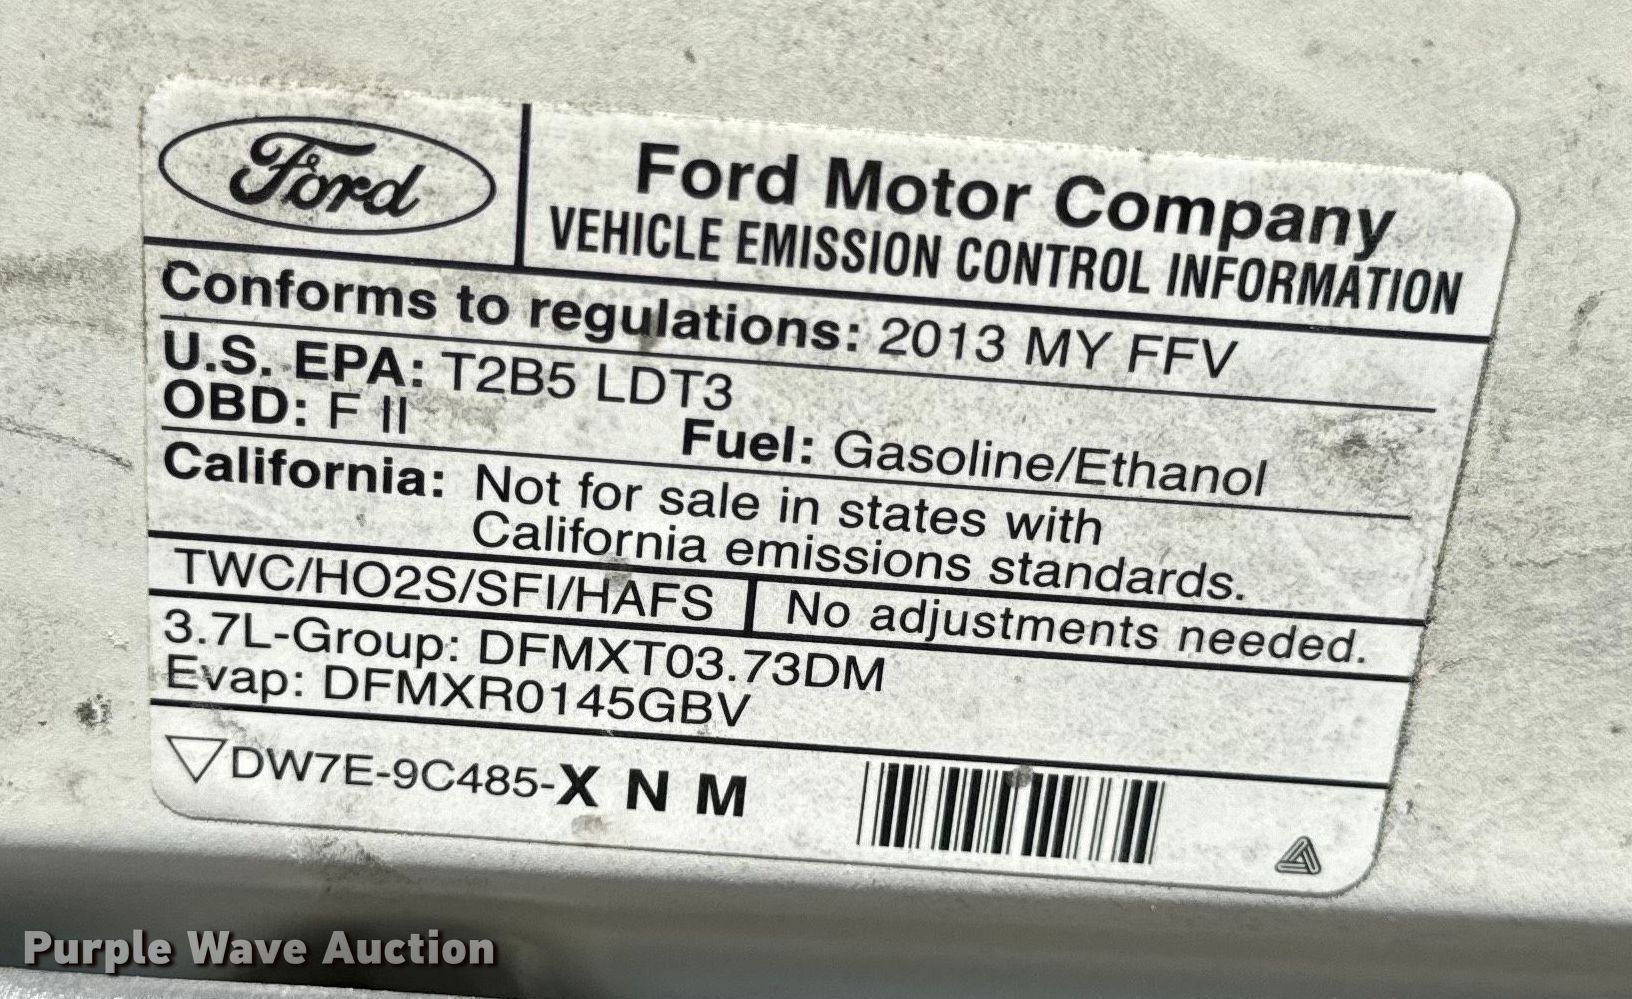 Ford
Ford Motor Company
VEHICLE EMISSION CONTROL INFORMATION
Conforms to regulations: 2013 MY FFV
U.S. EPA: T2B5 LDT3
OBD: F II
Fuel: Gasoline/Ethanol
California: Not for sale in states with
California emissions standards.
TWC/HO2S/SFI/HAFS
No adjustments needed.
3.7L-Group: DFMXT03.73DM
Evap: DFMXR0145GBV
DW7E-9C485-X N M
Purple Wave Auction